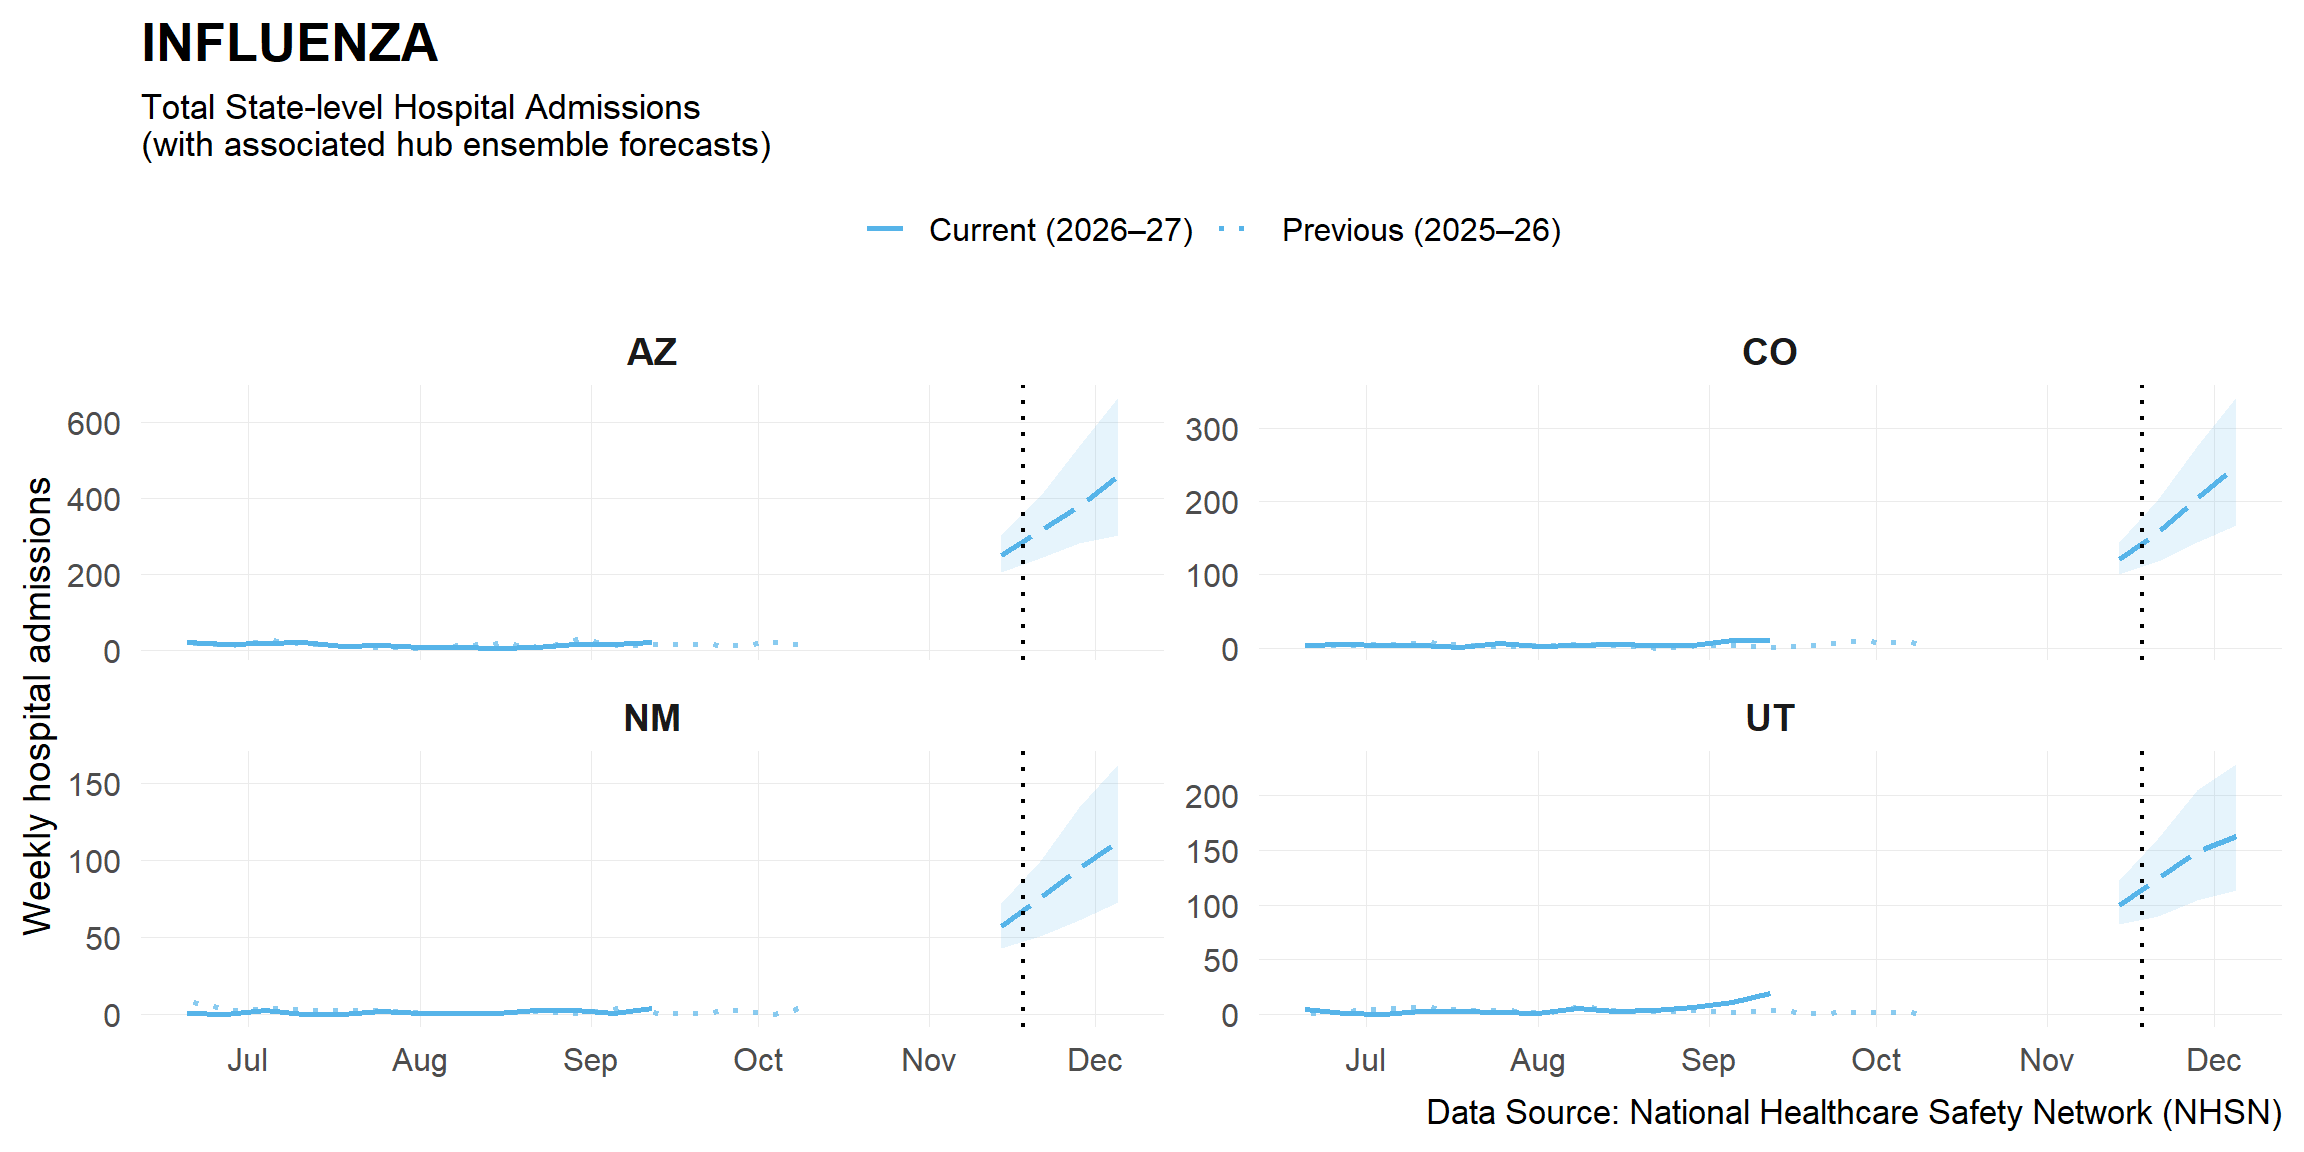 INFLUENZA
Total State-level Hospital Admissions
(with associated hub ensemble forecasts)
Current (2026–27) Previous (2025–26)
Weekly hospital admissions
AZ
600
400
200
0
CO
300
200
100
0
NM
150
100
50
0
Jul Aug Sep Oct Nov Dec
UT
200
150
100
50
0
Jul Aug Sep Oct Nov Dec
Data Source: National Healthcare Safety Network (NHSN)